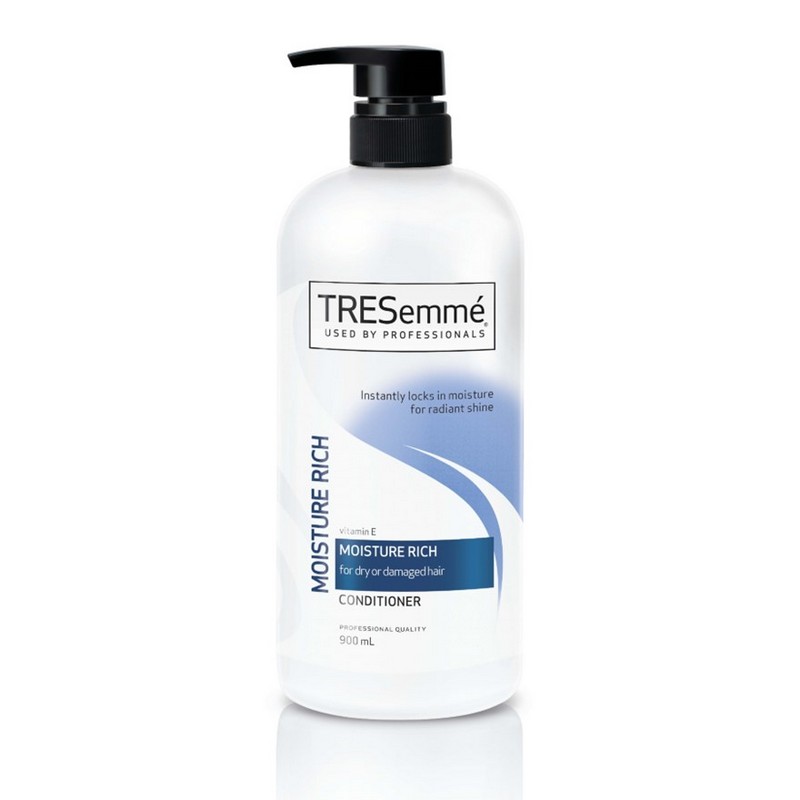 TRESemmé®
USED BY PROFESSIONALS
Instantly locks in moisture
for radiant shine
MOISTURE RICH
vitamin E
MOISTURE RICH
for dry or damaged hair
CONDITIONER
PROFESSIONAL QUALITY
900 mL